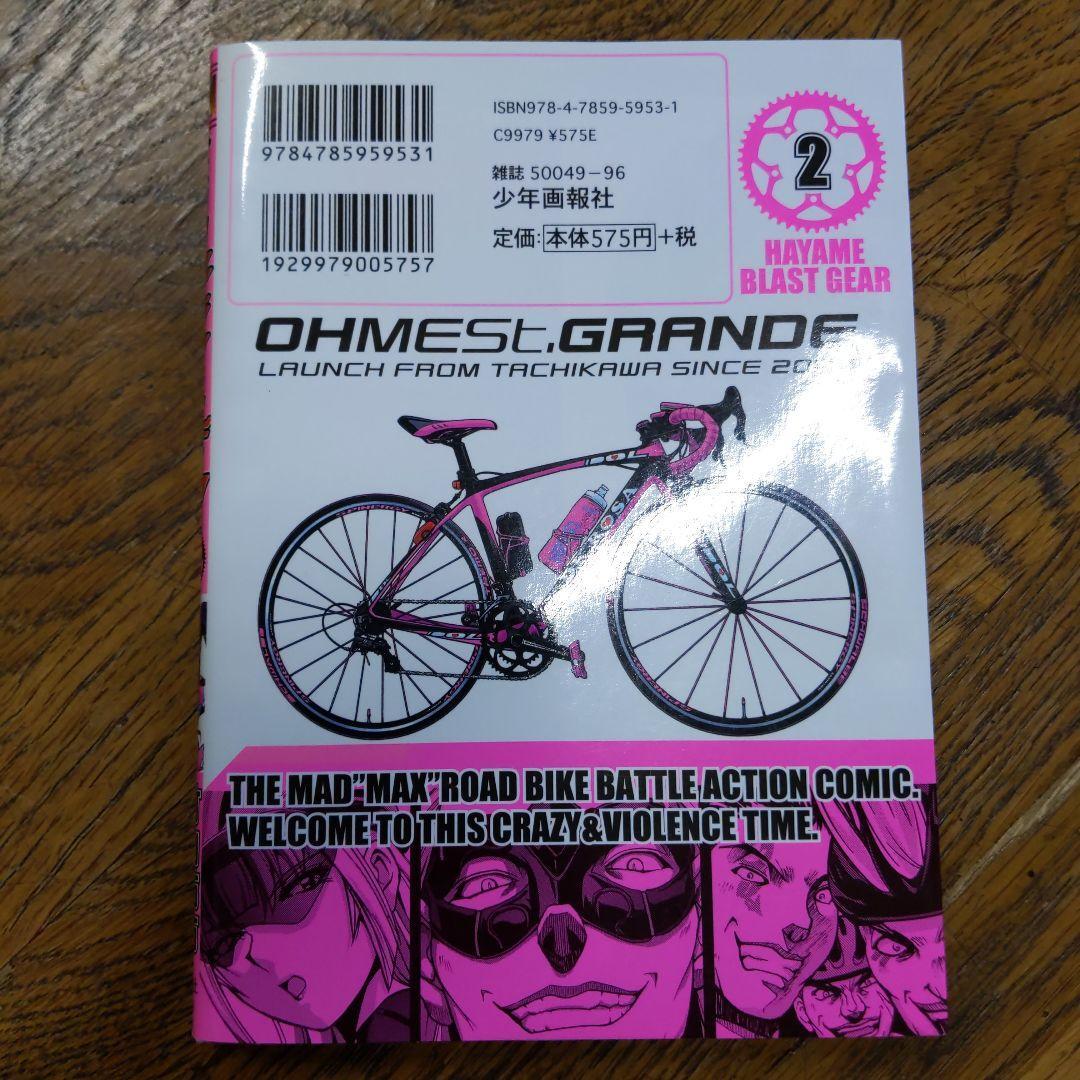 ISBN978-4-7859-5953-1
C9979 ¥575E
9784785959531
雑誌 50049-96
少年画報社
定価:本体575円+税
1929979005757
2
HAYAME
BLAST GEAR
OHMESt.GRANDE
LAUNCH FROM TACHIKAWA SINCE
THE MAD"MAX"ROAD BIKE BATTLE ACTION COMIC.
WELCOME TO THIS CRAZY&VIOLENCE TIME.